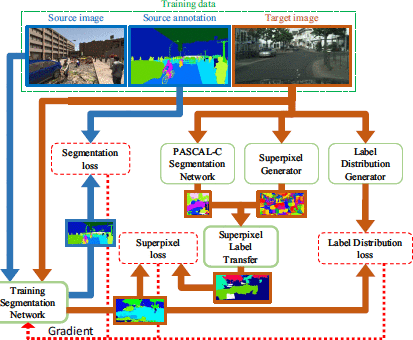 Training data
Source image
Source annotation
Target image
Segmentation
loss
PASCAL-C
Segmentation
Network
Superpixel
Generator
Label
Distribution
Generator
Superpixel
loss
Superpixel
Label
Transfer
Label Distribution
loss
Training
Segmentation
Network
Gradient